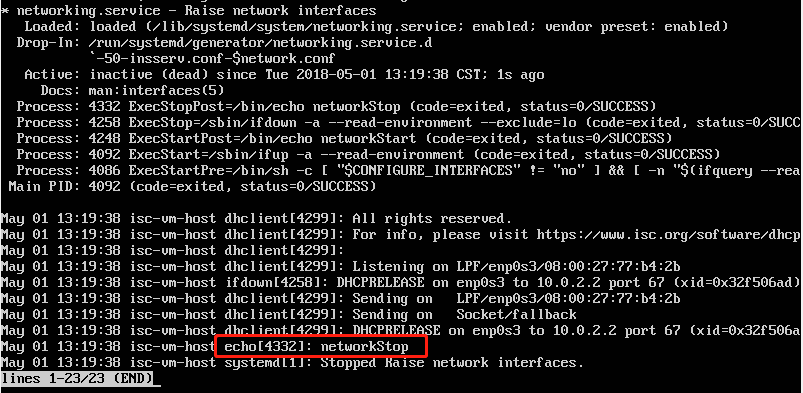 * networking.service - Raise network interfaces
   Loaded: loaded (/lib/systemd/system/networking.service; enabled; vendor preset: enabled)
  Drop-In: /run/systemd/generator/networking.service.d
           `-50-insserv.conf-$network.conf
   Active: inactive (dead) since Tue 2018-05-01 13:19:38 CST; 1s ago
     Docs: man:interfaces(5)
  Process: 4332 ExecStopPost=/bin/echo networkStop (code=exited, status=0/SUCCESS)
  Process: 4258 ExecStop=/sbin/ifdown -a --read-environment --exclude=lo (code=exited, status=0/SUCC
  Process: 4248 ExecStartPost=/bin/echo networkStart (code=exited, status=0/SUCCESS)
  Process: 4092 ExecStart=/sbin/ifup -a --read-environment (code=exited, status=0/SUCCESS)
  Process: 4086 ExecStartPre=/bin/sh -c [ "$CONFIGURE_INTERFACES" != "no" ] && [ -n "$(ifquery --rea
 Main PID: 4092 (code=exited, status=0/SUCCESS)

May 01 13:19:38 isc-vm-host dhclient[4299]: All rights reserved.
May 01 13:19:38 isc-vm-host dhclient[4299]: For info, please visit https://www.isc.org/software/dhcp
May 01 13:19:38 isc-vm-host dhclient[4299]:
May 01 13:19:38 isc-vm-host dhclient[4299]: Listening on LPF/enp0s3/08:00:27:77:b4:2b
May 01 13:19:38 isc-vm-host ifdown[4258]: DHCPRELEASE on enp0s3 to 10.0.2.2 port 67 (xid=0x32f506ad)
May 01 13:19:38 isc-vm-host dhclient[4299]: Sending on   LPF/enp0s3/08:00:27:77:b4:2b
May 01 13:19:38 isc-vm-host dhclient[4299]: Sending on   Socket/fallback
May 01 13:19:38 isc-vm-host dhclient[4299]: DHCPRELEASE on enp0s3 to 10.0.2.2 port 67 (xid=0x32f506a
May 01 13:19:38 isc-vm-host echo[4332]: networkStop
May 01 13:19:38 isc-vm-host systemd[1]: Stopped Raise network interfaces.
lines 1-23/23 (END)